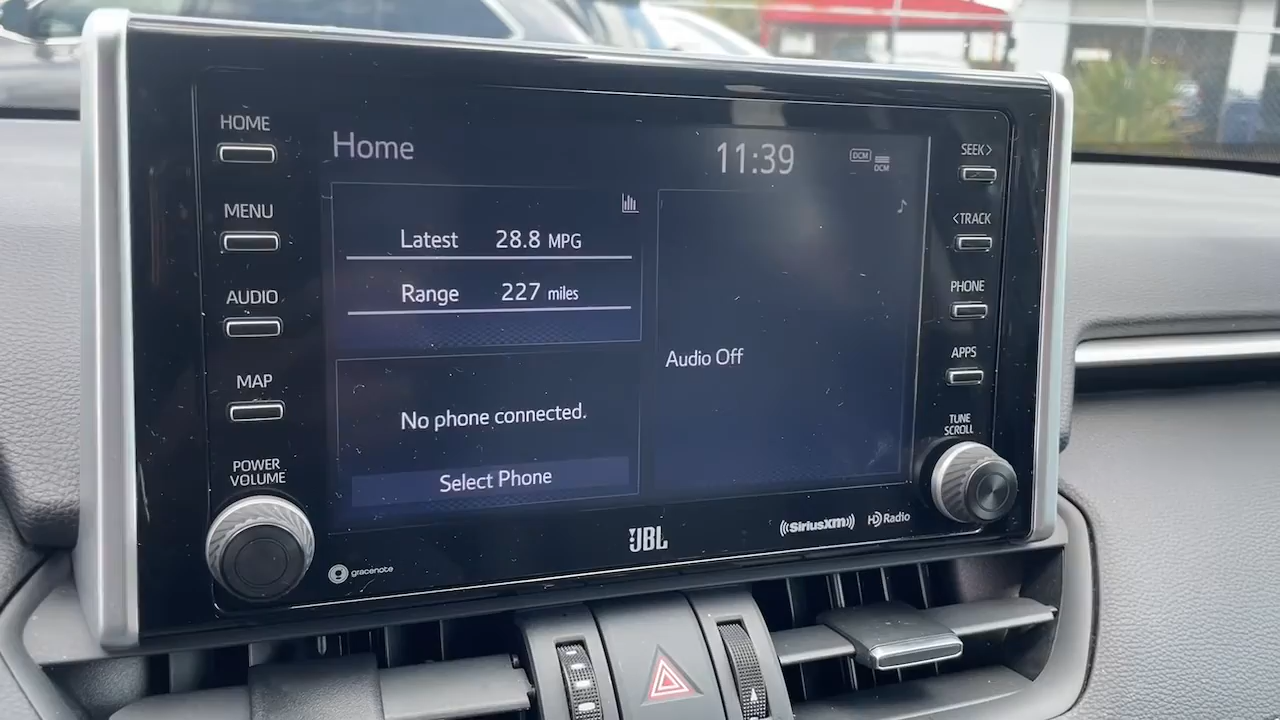 HOME
MENU
AUDIO
MAP
POWER
VOLUME
Home
11:39
DCM
DCM
Latest 28.8 MPG
Range 227 miles
No phone connected.
Select Phone
Audio Off
SEEK>
<TRACK
PHONE
APPS
TUNE
SCROLL
gracenote
JBL
((SiriusXM))
HD Radio